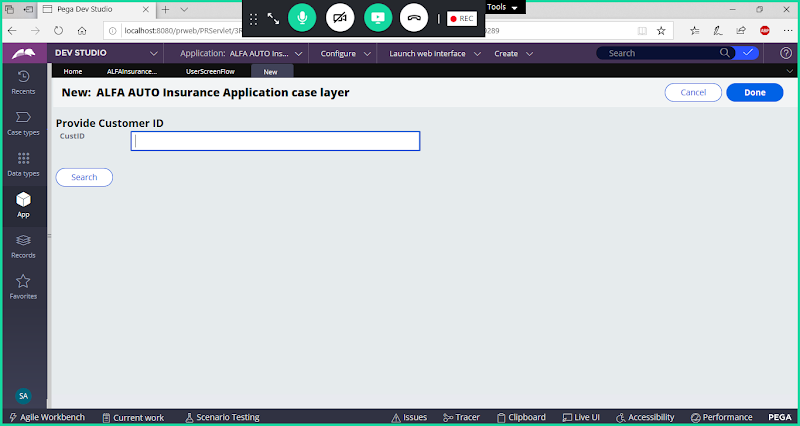 Pega Dev Studio
Tools
REC
localhost:8080/prweb/PRServlet/3
0289
ABP
DEV STUDIO
Application: ALFA AUTO Ins...
Configure
Launch web interface
Create
Search
Home
ALFAInsurance...
UserScreenFlow
New
New: ALFA AUTO Insurance Application case layer
Cancel
Done
Recents
Case types
Data types
App
Records
Favorites
Provide Customer ID
CustID
Search
SA
Agile Workbench
Current work
Scenario Testing
Issues
Tracer
Clipboard
Live UI
Accessibility
Performance
PEGA